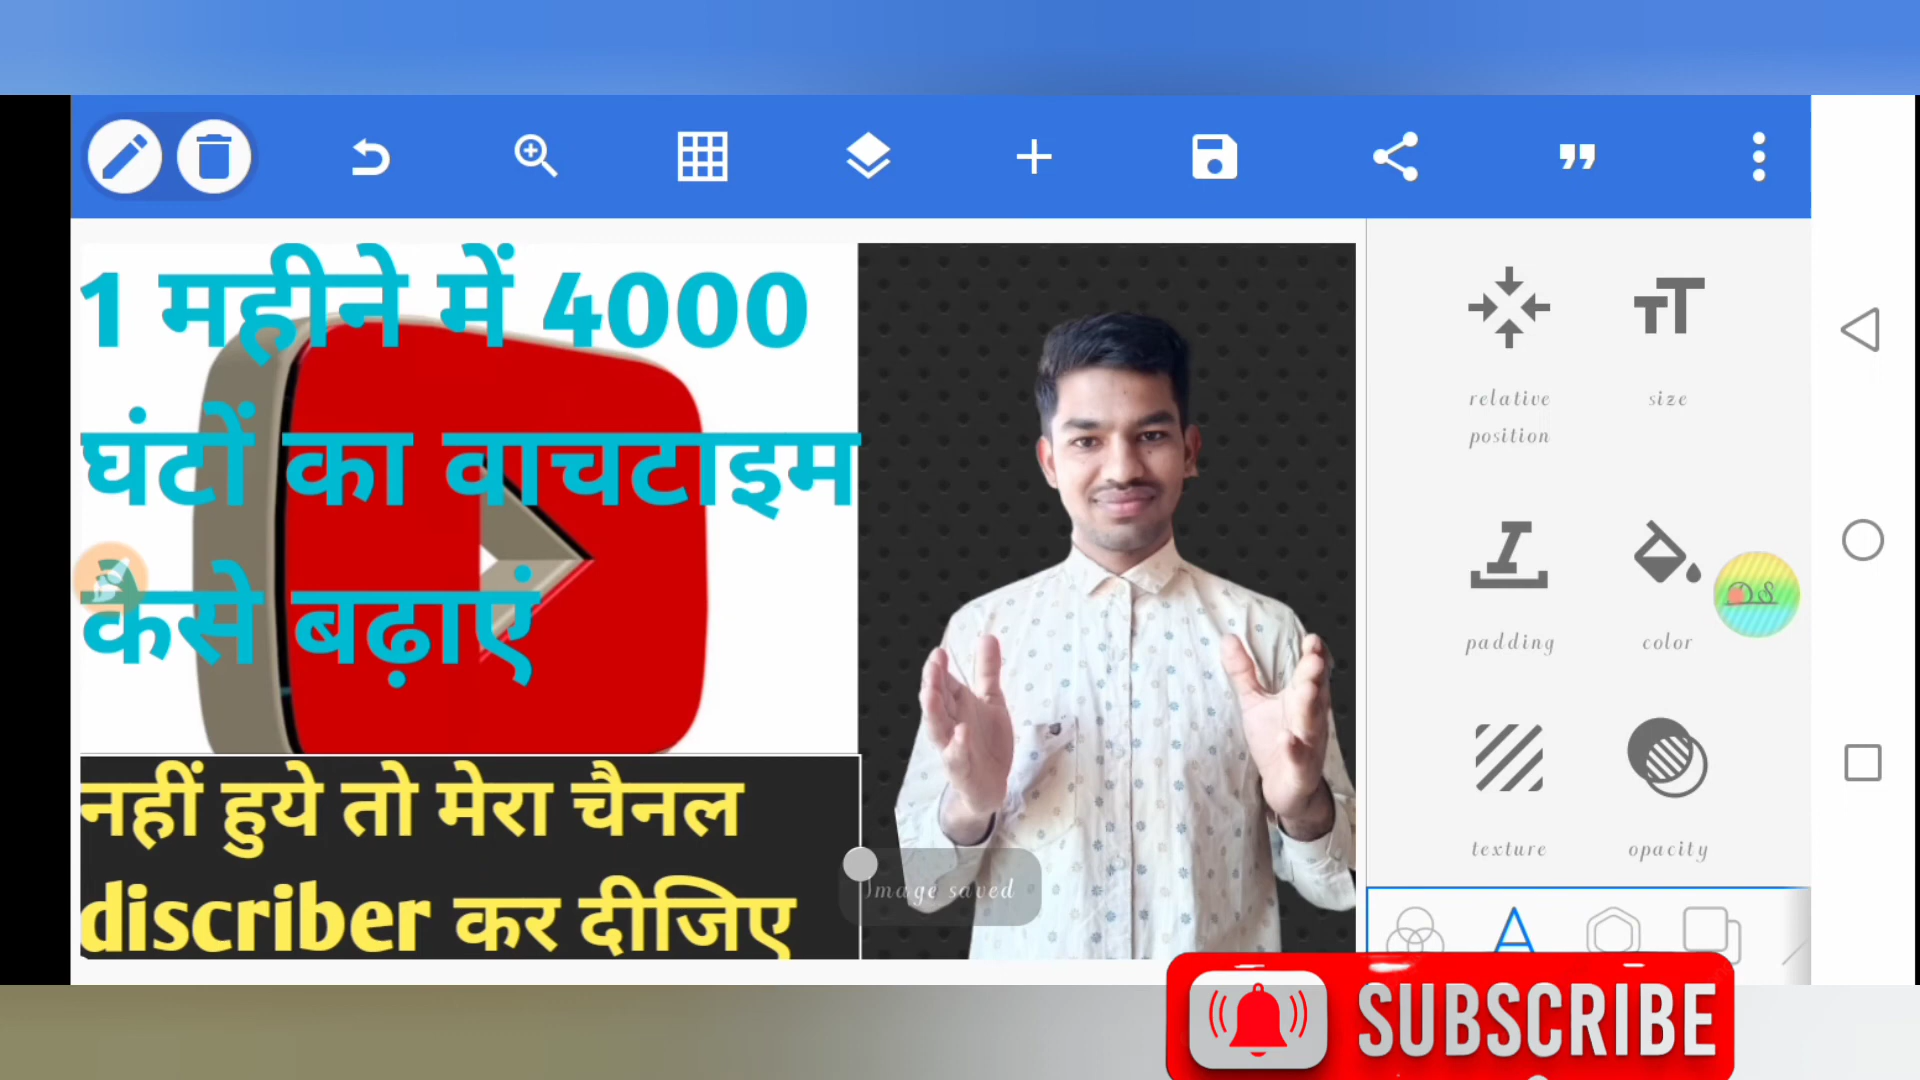 1 महीने में 4000
घंटों का वाचटाइम
कैसे बढ़ाएं
नहीं हुये तो मेरा चैनल
discriber कर दीजिए
Image saved
relative
position
size
padding
color
texture
opacity
SUBSCRIBE